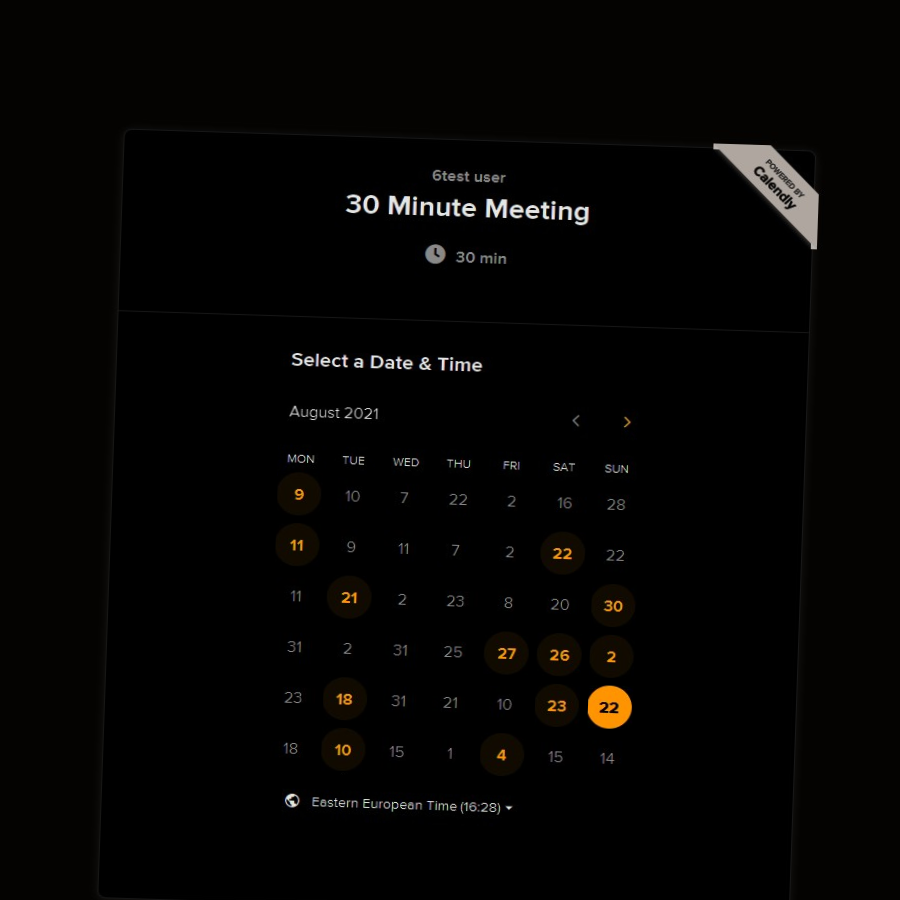 POWERED BY
Calendly
6test user
30 Minute Meeting
30 min
Select a Date & Time
August 2021
MON TUE WED THU FRI SAT SUN
9 10 7 22 2 16 28
11 9 11 7 2 22 22
11 21 2 23 8 20 30
31 2 31 25 27 26 2
23 18 31 21 10 23 22
18 10 15 1 4 15 14
Eastern European Time (16:28)